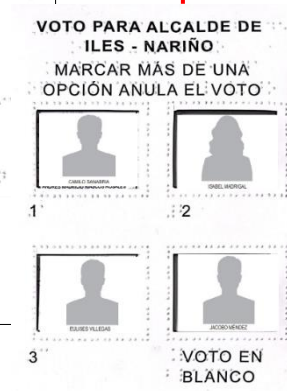 VOTO PARA ALCALDE DE
ILES - NARIÑO
MARCAR MÁS DE UNA
OPCIÓN ANULA EL VOTO
CAMILO SANABRIA
ISABEL MADRIGAL
1
2
EULISES VILLEGAS
JACOBO MÉNDEZ
3
VOTO EN
BLANCO